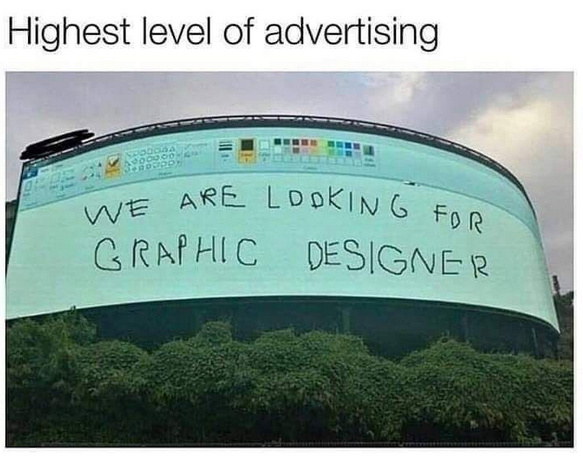 Highest level of advertising
WE ARE LOOKING FOR
GRAPHIC DESIGNER